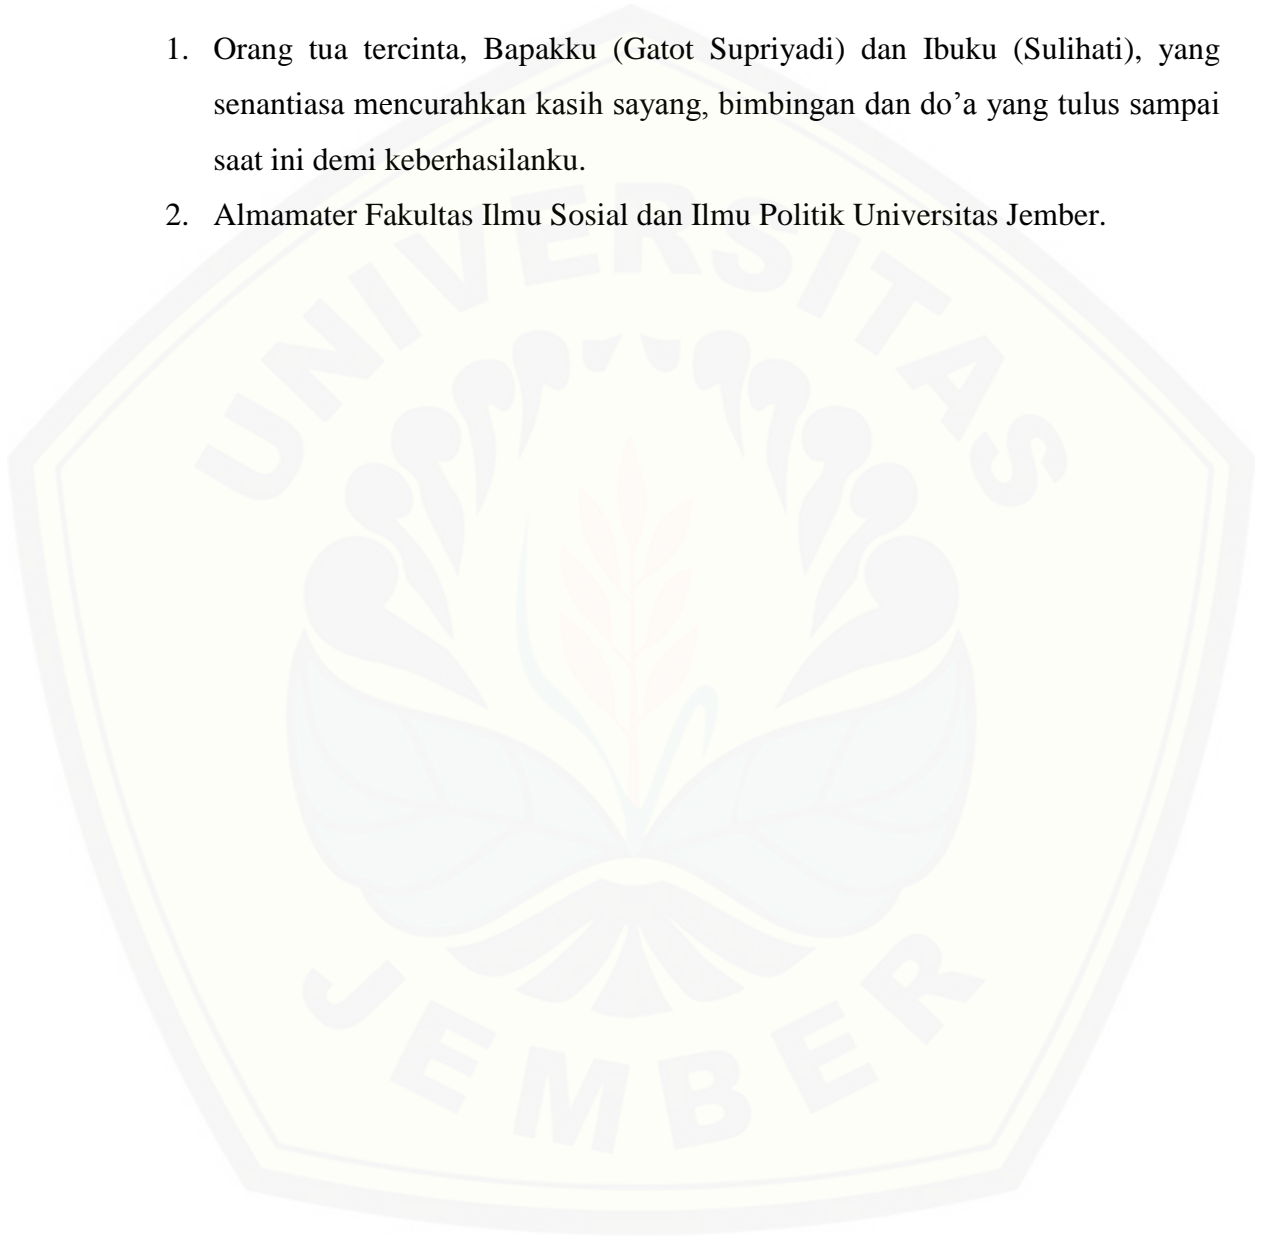 1. Orang tua tercinta, Bapakku (Gatot Supriyadi) dan Ibuku (Sulihati), yang
senantiasa mencurahkan kasih sayang, bimbingan dan do’a yang tulus sampai
saat ini demi keberhasilanku.
2. Almamater Fakultas Ilmu Sosial dan Ilmu Politik Universitas Jember.
UNIVERSITAS
JEMBER